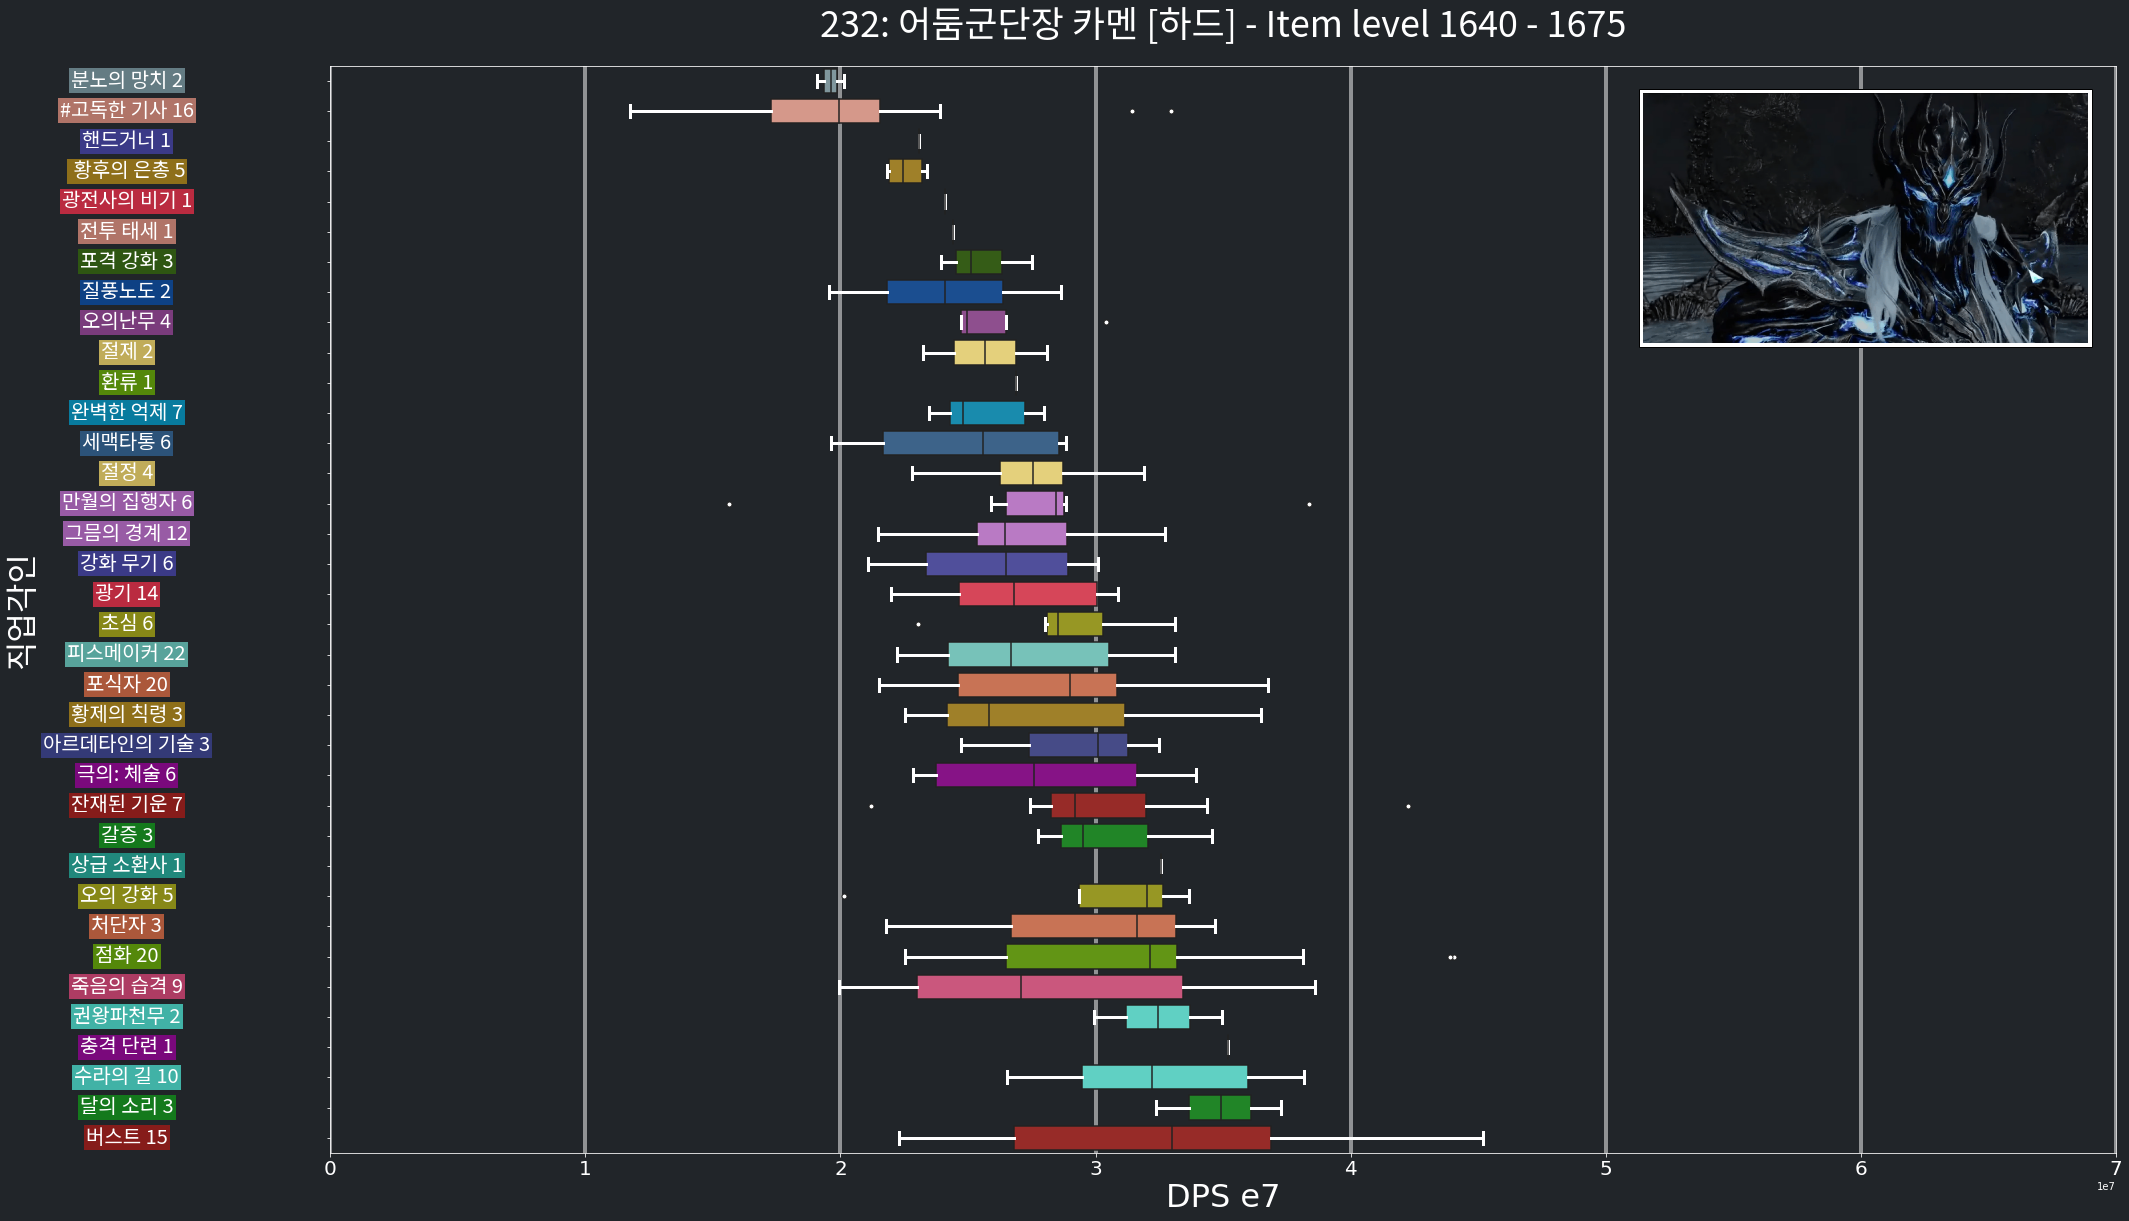 232: 어둠군단장 카멘 [하드] - Item level 1640 - 1675
직업각인
분노의 망치 2
#고독한 기사 16
핸드거너 1
황후의 은총 5
광전사의 비기 1
전투 태세 1
포격 강화 3
질풍노도 2
오의난무 4
절제 2
환류 1
완벽한 억제 7
세맥타통 6
절정 4
만월의 집행자 6
그믐의 경계 12
강화 무기 6
광기 14
초심 6
피스메이커 22
포식자 20
황제의 칙령 3
아르데타인의 기술 3
극의: 체술 6
잔재된 기운 7
갈증 3
상급 소환사 1
오의 강화 5
처단자 3
점화 20
죽음의 습격 9
권왕파천무 2
충격 단련 1
수라의 길 10
달의 소리 3
버스트 15
0 1 2 3 4 5 6 7
1e7
DPS e7